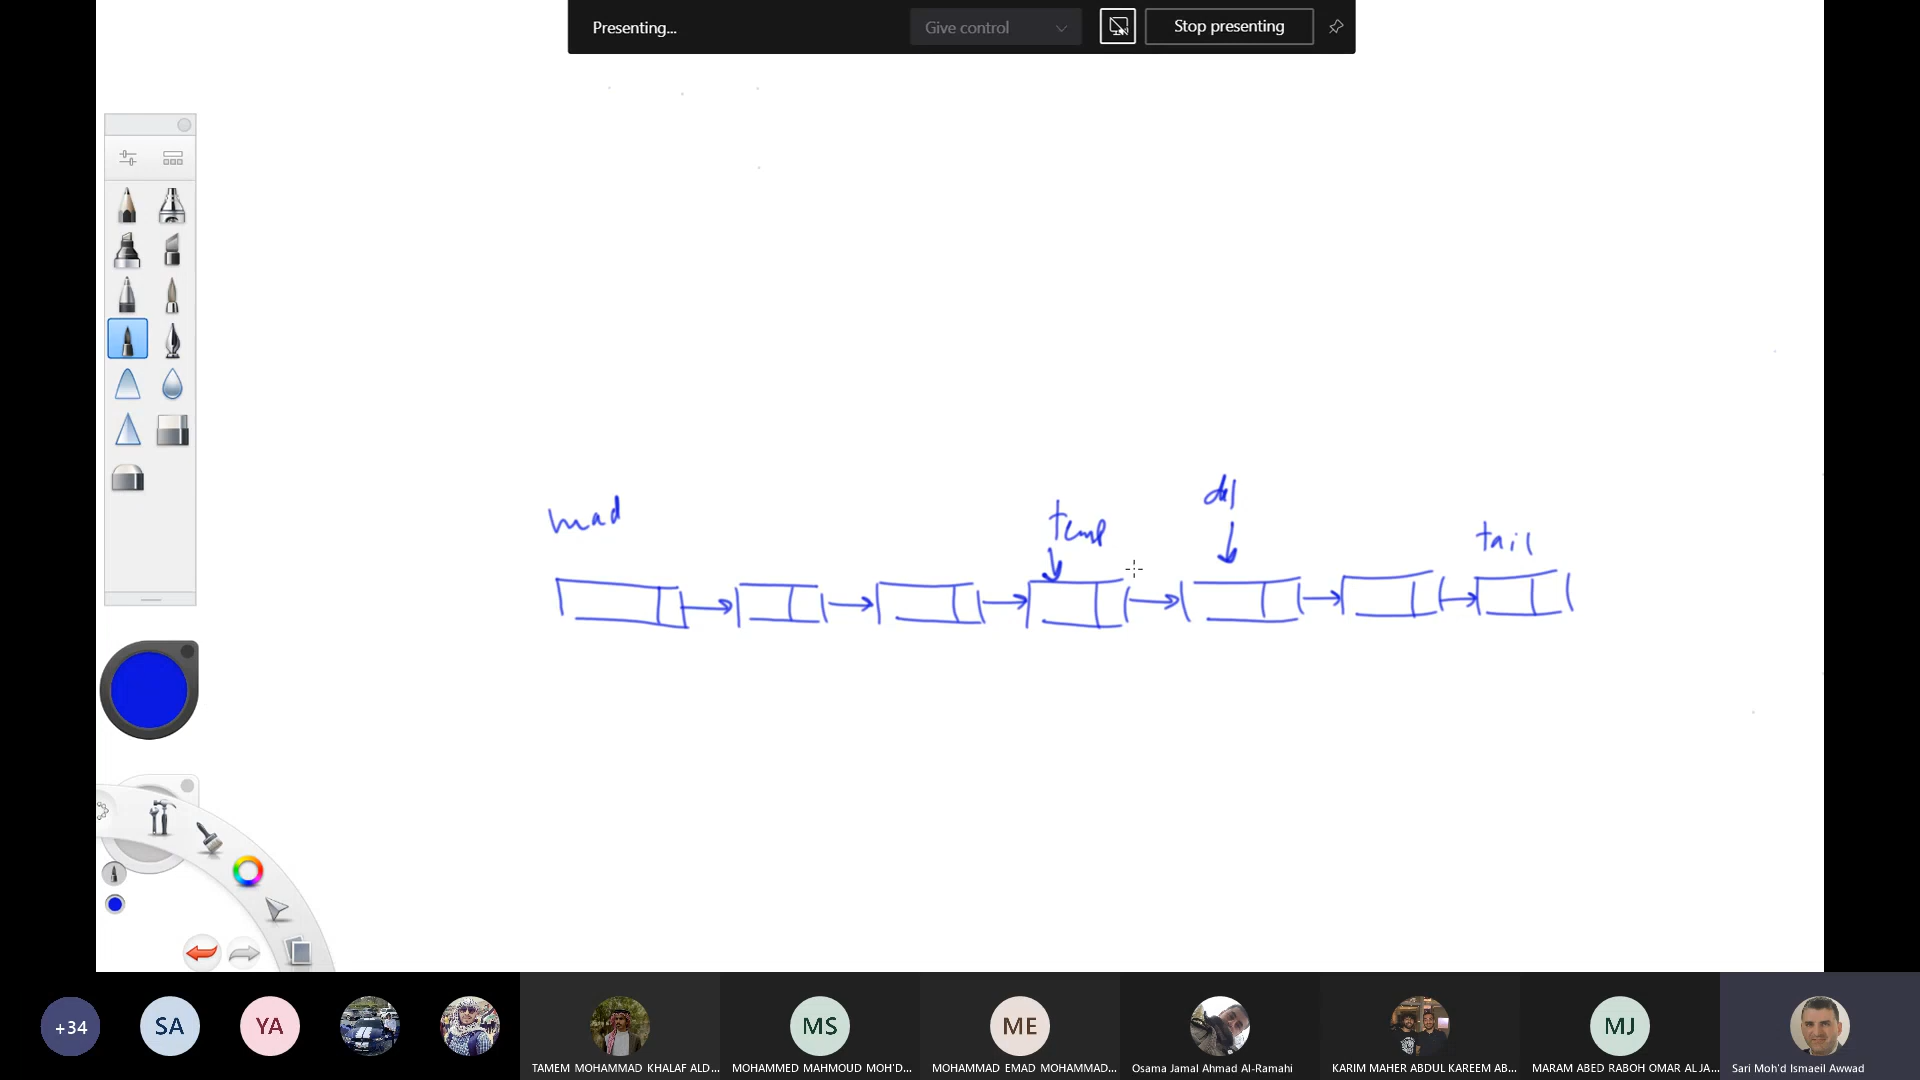 Presenting...
Give control
Stop presenting
del
head
temp
tail
+34
SA
YA
MS
ME
MJ
TAMEM MOHAMMAD KHALAF ALD...
MOHAMMED MAHMOUD MOH'D...
MOHAMMAD EMAD MOHAMMAD...
Osama Jamal Ahmad Al-Ramahi
KARIM MAHER ABDUL KAREEM AB...
MARAM ABED RABOH OMAR AL JA...
Sari Moh'd Ismaeil Awwad